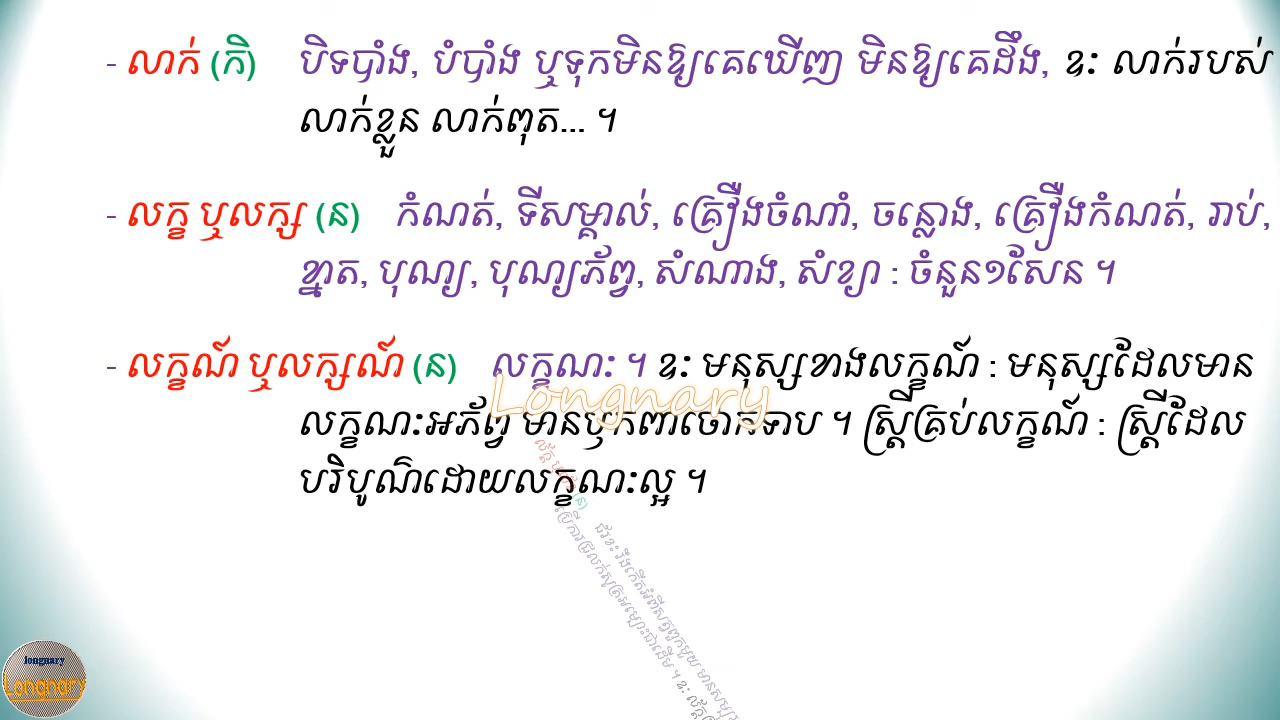 - លាក់ (កិ) បិទបាំង, បំបាំង ឬទុកមិនឱ្យគេឃើញ មិនឱ្យគេដឹង, ឧៈ លាក់របស់
លាក់ខ្លួន លាក់ពុត... ។
- លក្ខ ឬលក្ស (ន) កំណត់, ទីសម្គាល់, គ្រឿងចំណាំ, ចន្លោង, គ្រឿងកំណត់, រាប់,
ខ្នាត, បុណ្យ, បុណ្យភ័ព្វ, សំណាង, សំខ្យា : ចំនួន១សែន ។
- លក្ខណ៍ ឬលក្សណ៍ (ន) លក្ខណៈ ។ ឧៈ មនុស្សខាងលក្ខណ៍ : មនុស្សដែលមាន
លក្ខណៈអភ័ព្វ មានឫកពាថោកទាប ។ ស្ត្រីគ្រប់លក្ខណ៍ : ស្ត្រីដែល
បរិបូណ៌ដោយលក្ខណៈល្អ ។
Longnary
longnary
Longnary